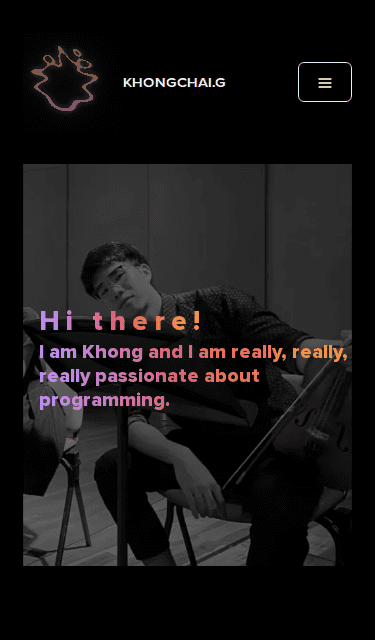 KHONGCHAI.G
Hi there!
I am Khong and I am really, really,
really passionate about
programming.